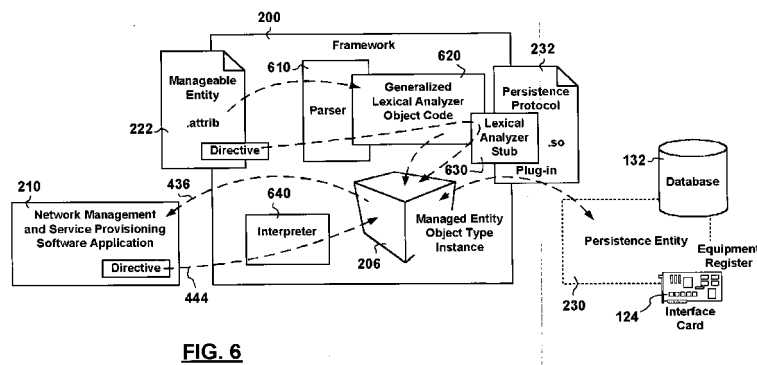 200
Framework
232
Manageable
Entity
.attrib
222
Directive
610
Parser
620
Generalized
Lexical Analyzer
Object Code
Persistence
Protocol
Lexical
Analyzer
Stub
.so
630
Plug-in
132
Database
210
436
Network Management
and Service Provisioning
Software Application
Directive
444
640
Interpreter
206
Managed Entity
Object Type
Instance
Persistence Entity
Equipment
Register
230
124
Interface
Card
FIG. 6